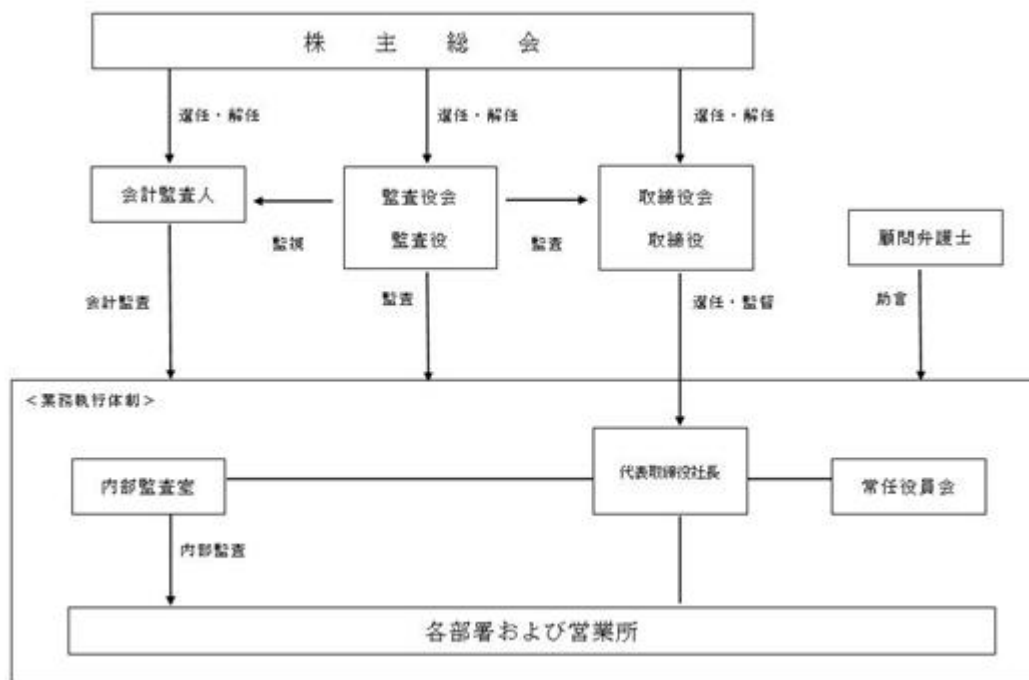 株主総会
選任・解任
選任・解任
選任・解任
会計監査人
監査役会
監査役
取締役会
取締役
顧問弁護士
監視
監査
会計監査
監査
選任・監督
助言
＜業務執行体制＞
内部監査室
代表取締役社長
常任役員会
内部監査
各部署および営業所